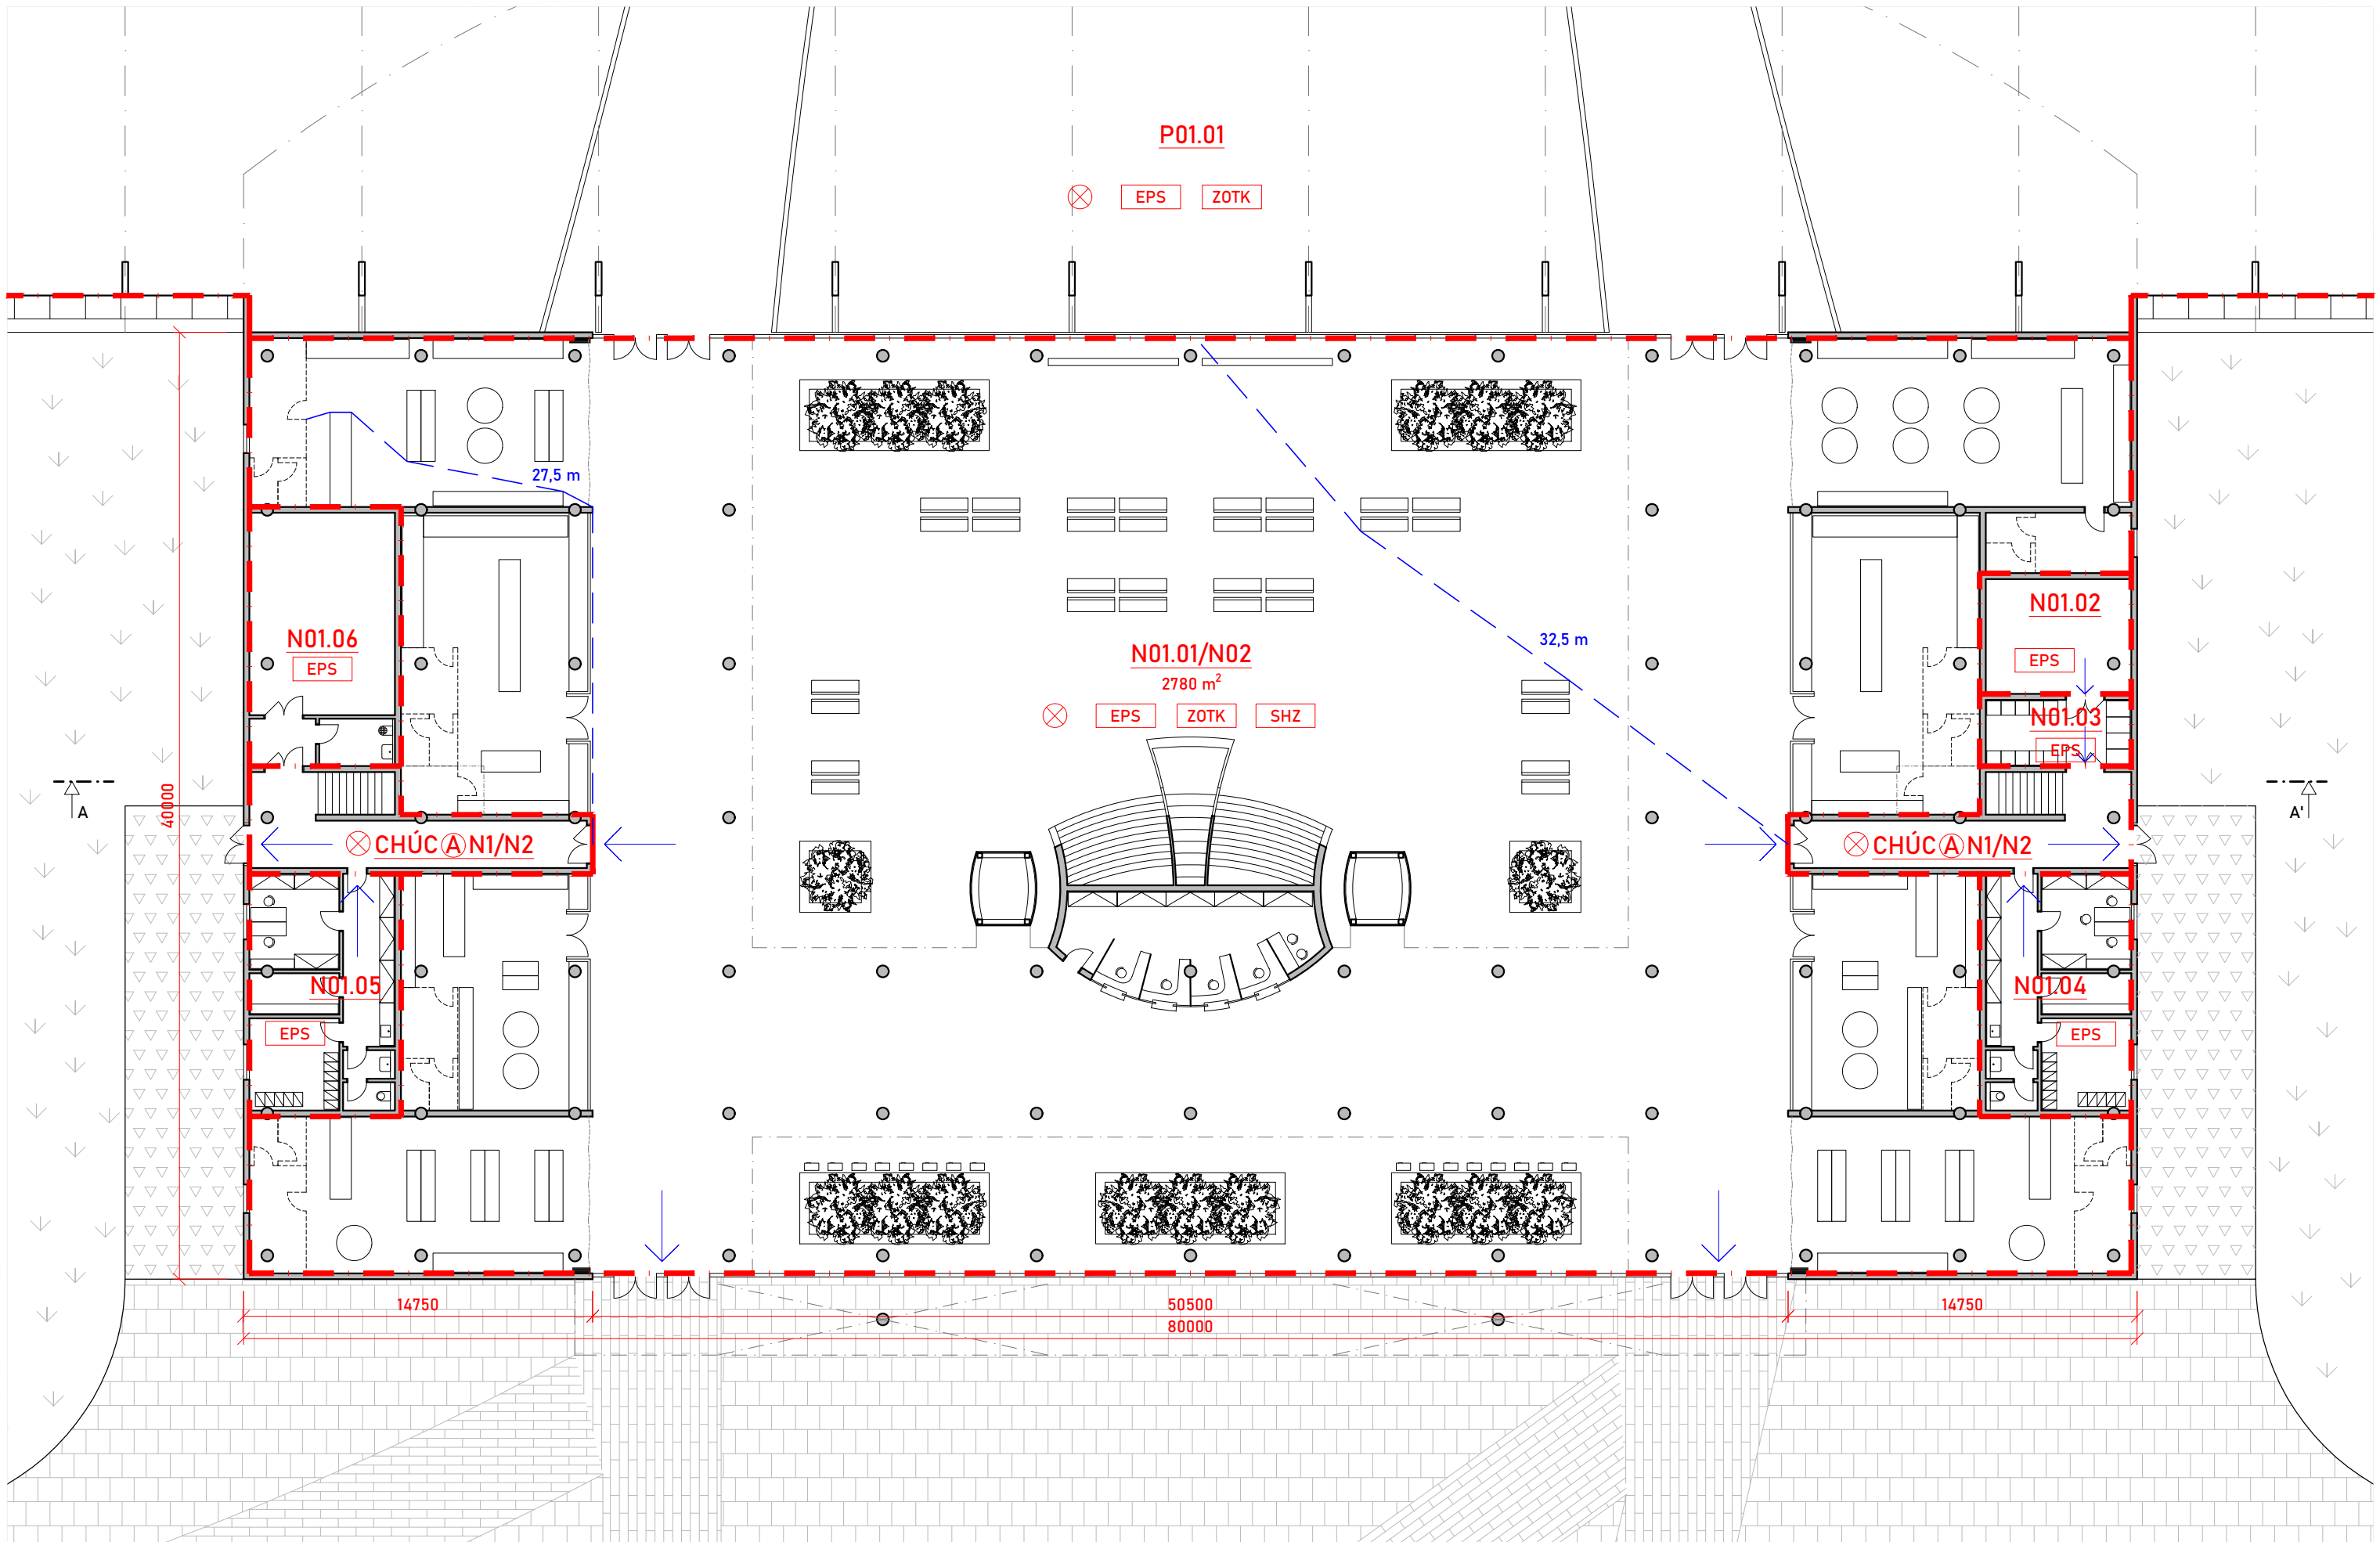 P01.01
EPS ZOTK
27,5 m
N01.02
N01.06
EPS
32,5 m
N01.01/N02
2780 m²
EPS
EPS ZOTK SHZ
N01.03
EPS
40000
A
A'
CHÚC A N1/N2
CHÚC A N1/N2
N01.05
N01.04
EPS
EPS
14750
50500
14750
80000